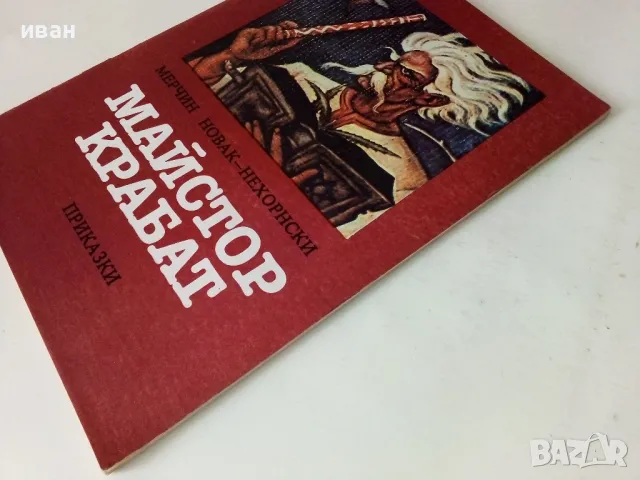 иван
МЕРЧИН НОВАК-НЕХОРНСКИ
МАЙСТОР
КРАБАТ
ПРИКАЗКИ
BAZAR